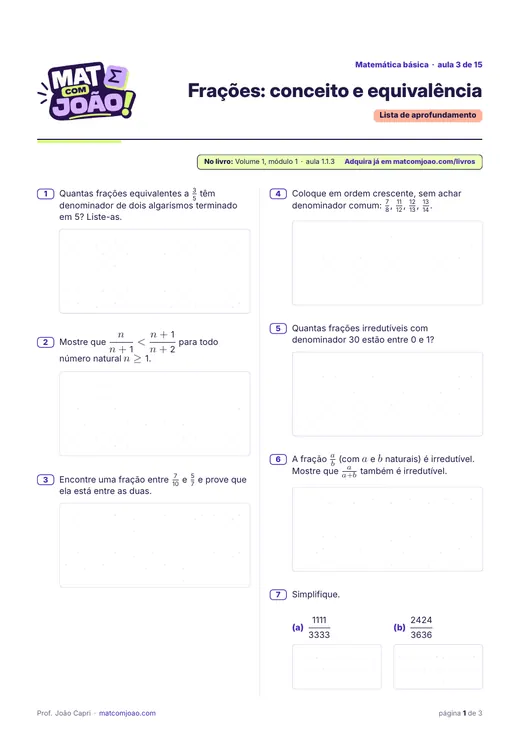 MAT Σ
COM
JOÃO!
Matemática básica · aula 3 de 15
Frações: conceito e equivalência
Lista de aprofundamento
No livro: Volume 1, módulo 1 · aula 1.1.3 Adquira já em matcomjoao.com/livros
1 Quantas frações equivalentes a 3/5 têm
denominador de dois algarismos terminado
em 5? Liste-as.
2 Mostre que n/(n + 1) < (n + 1)/(n + 2) para todo
número natural n ≥ 1.
3 Encontre uma fração entre 7/10 e 5/7 e prove que
ela está entre as duas.
4 Coloque em ordem crescente, sem achar
denominador comum: 7/8, 11/12, 12/13, 13/14.
5 Quantas frações irredutíveis com
denominador 30 estão entre 0 e 1?
6 A fração a/b (com a e b naturais) é irredutível.
Mostre que a/(a+b) também é irredutível.
7 Simplifique.
(a) 1111/3333 (b) 2424/3636
Prof. João Capri · matcomjoao.com página 1 de 3